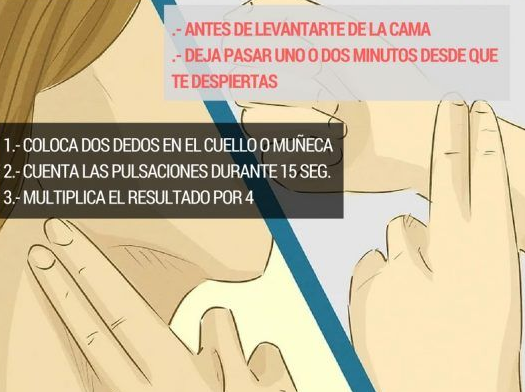 .- ANTES DE LEVANTARTE DE LA CAMA
.- DEJA PASAR UNO O DOS MINUTOS DESDE QUE
TE DESPIERTAS
1.- COLOCA DOS DEDOS EN EL CUELLO O MUÑECA
2.- CUENTA LAS PULSACIONES DURANTE 15 SEG.
3.- MULTIPLICA EL RESULTADO POR 4